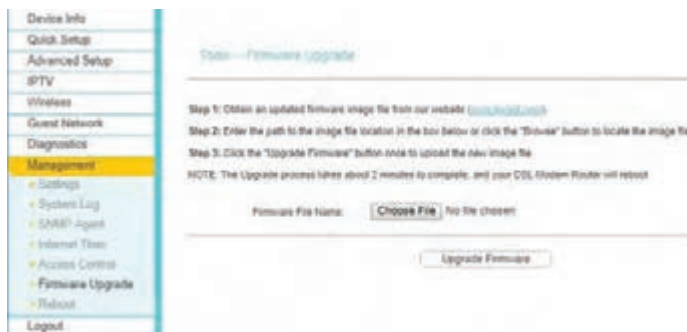 Device Info
Quick Setup
Advanced Setup
IPTV
Wireless
Guest Network
Diagnostics
Management
Settings
System Log
SNMP Agent
Internet Time
Access Control
Firmware Upgrade
Reboot
Logout
Firmware Upgrade
Step 1: Obtain an updated firmware image file from our website
Step 2: Enter the path to the image file location in the box below or click the "Browse" button to locate the image file
Step 3: Click the "Upgrade Firmware" button once to upload the new image file
NOTE: The Upgrade process takes about 2 minutes to complete, and your DSL Modem Router will reboot
Firmware File Name: Choose File No file chosen
Upgrade Firmware